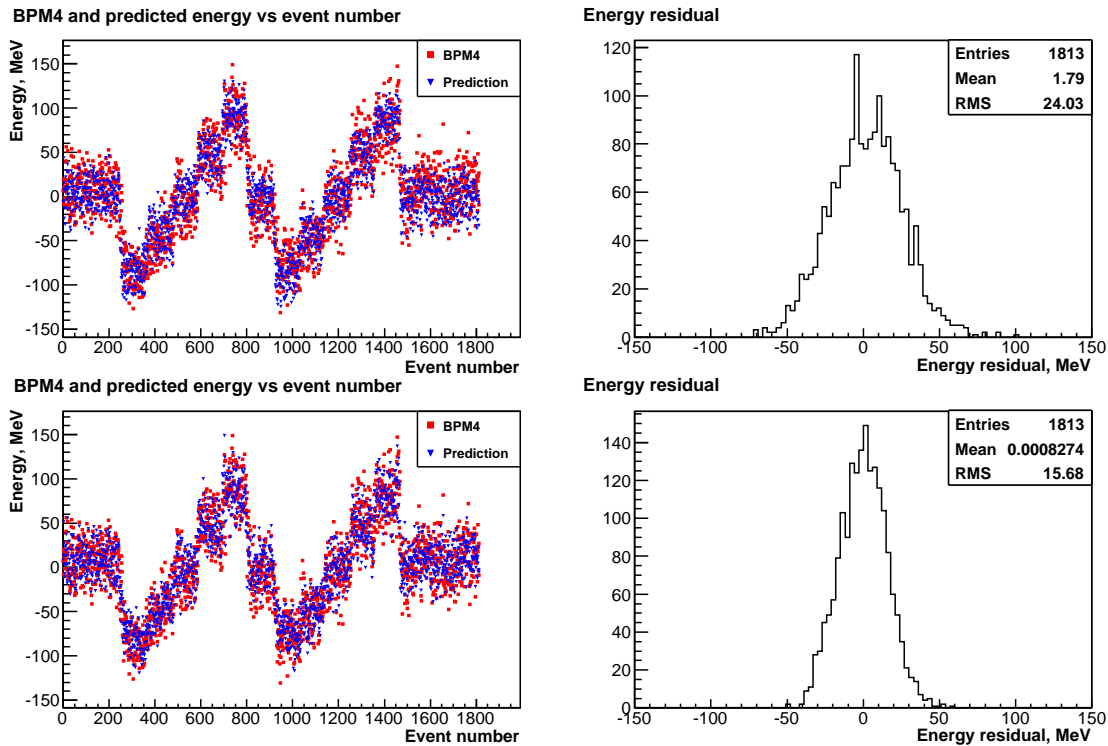 BPM4 and predicted energy vs event number
Energy, MeV
150
100
50
0
-50
-100
-150
BPM4
Prediction
0 200 400 600 800 1000 1200 1400 1600 1800
Event number
Energy residual
120
100
80
60
40
20
0
Entries 1813
Mean 1.79
RMS 24.03
-150 -100 -50 0 50 100 150
Energy residual, MeV
BPM4 and predicted energy vs event number
Energy, MeV
150
100
50
0
-50
-100
-150
BPM4
Prediction
0 200 400 600 800 1000 1200 1400 1600 1800
Event number
Energy residual
140
120
100
80
60
40
20
0
Entries 1813
Mean 0.0008274
RMS 15.68
-150 -100 -50 0 50 100 150
Energy residual, MeV